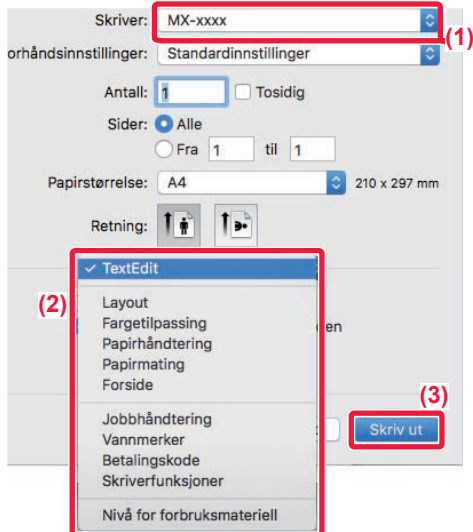 Skriver: MX-xxxx
(1)
orhåndsinnstillinger: Standardinnstillinger
Antall: 1 Tosidig
Sider: Alle
Fra 1 til 1
Papirstørrelse: A4 210 x 297 mm
Retning:
✓ TextEdit
(2)
Layout
Fargetilpassing
den
Papirhåndtering
Papirmating
Forside
(3)
Jobbhåndtering
Skriv ut
Vannmerker
Betalingskode
Skriverfunksjoner
Nivå for forbruksmateriell